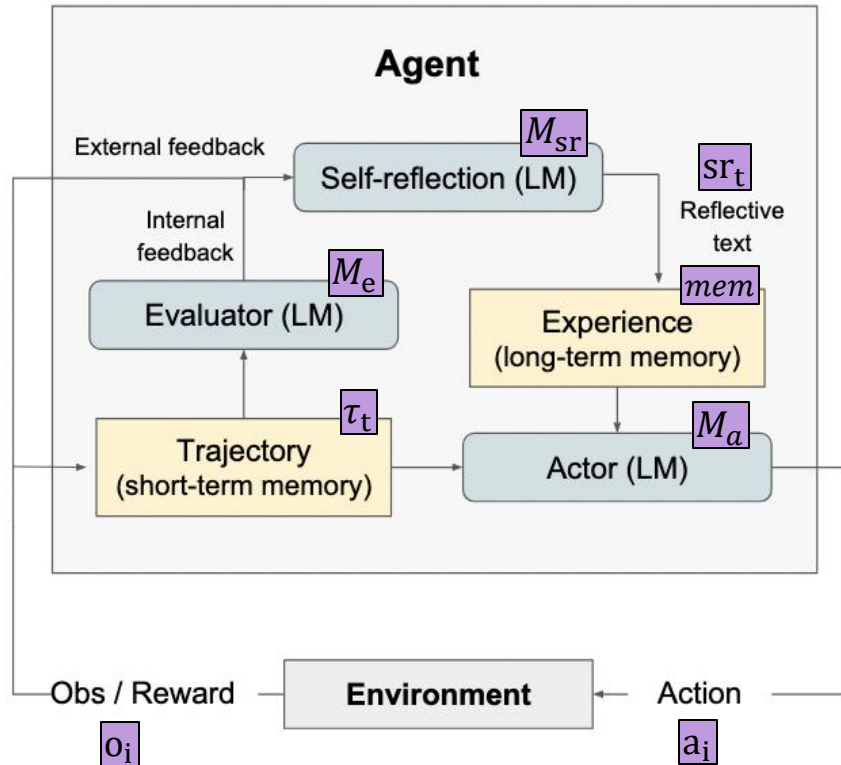 Agent
M_sr
External feedback
Self-reflection (LM)
sr_t
Reflective
text
Internal
feedback
M_e
mem
Evaluator (LM)
Experience
(long-term memory)
τ_t
M_a
Trajectory
(short-term memory)
Actor (LM)
Obs / Reward
Environment
Action
o_i
a_i